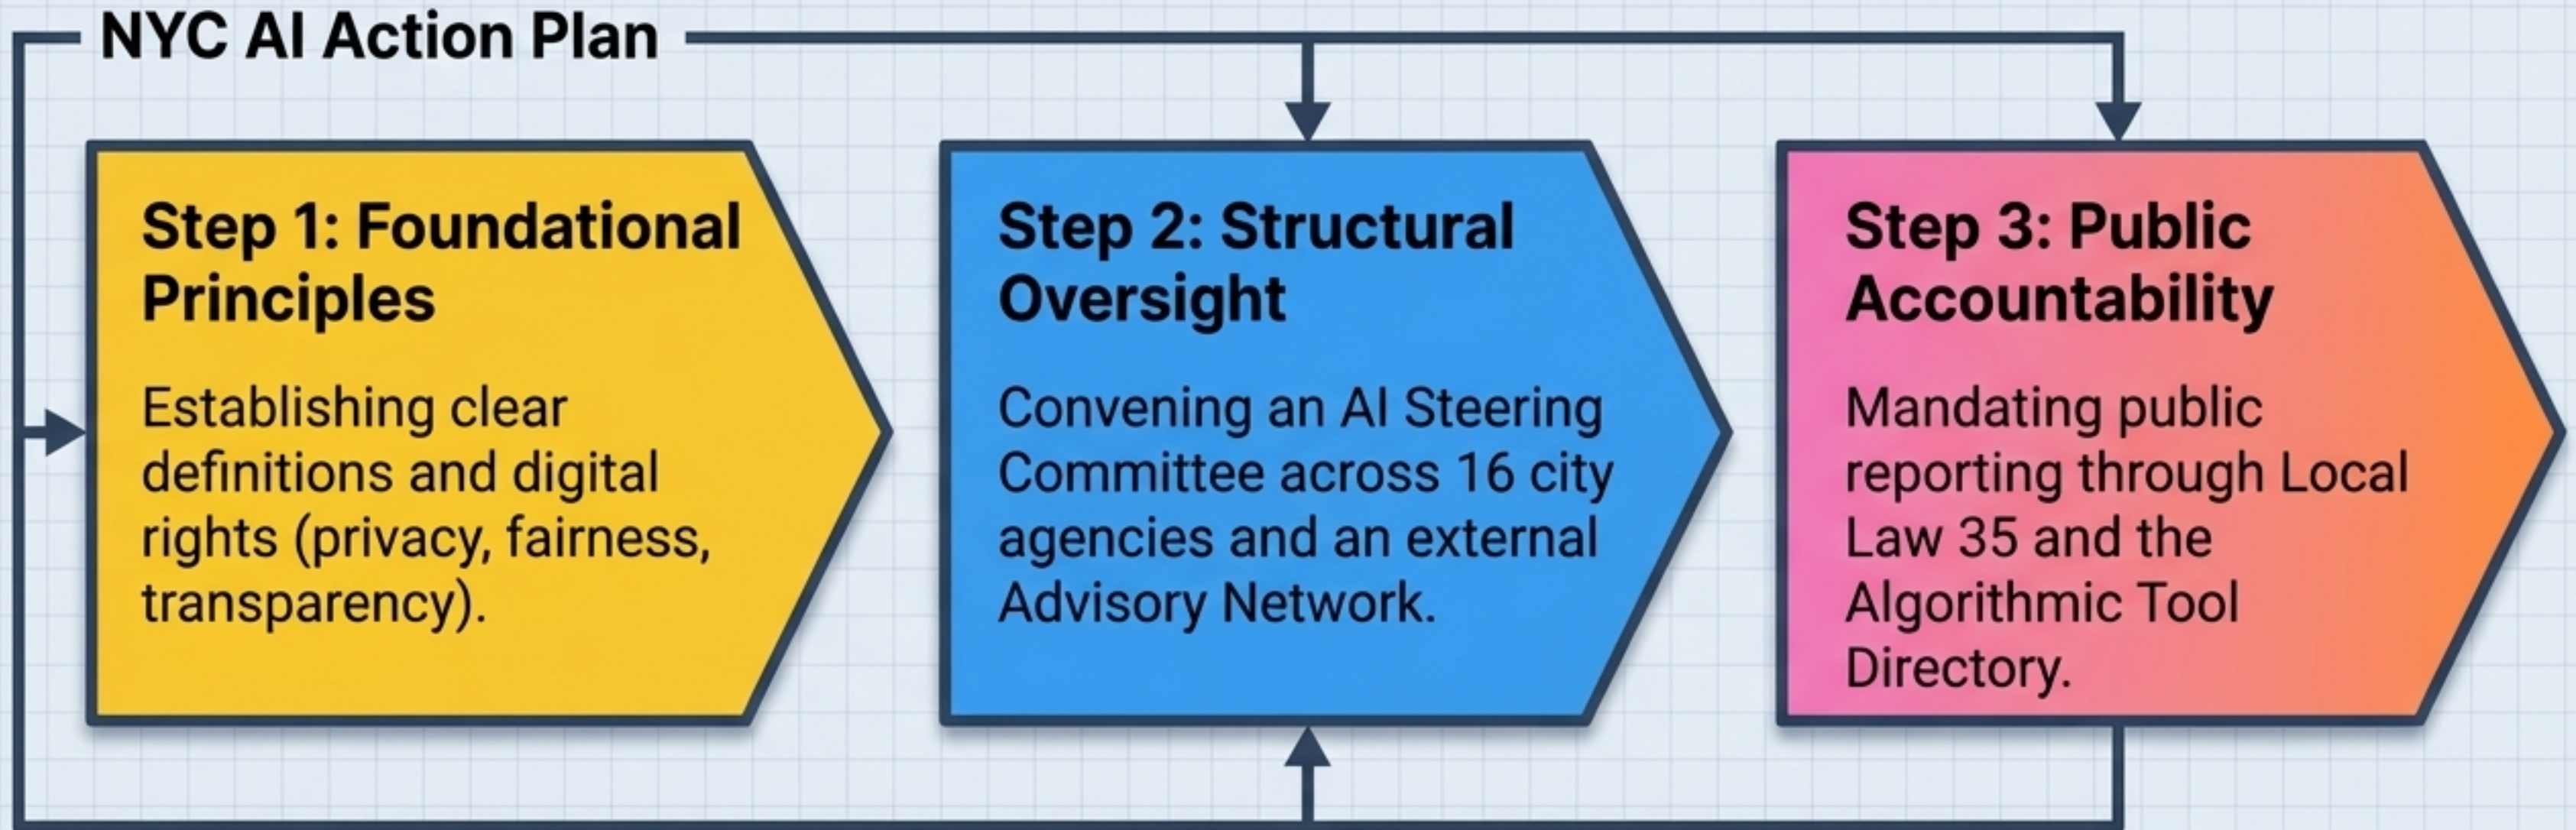 NYC AI Action Plan
Step 1: Foundational
Principles
Establishing clear
definitions and digital
rights (privacy, fairness,
transparency).
Step 2: Structural
Oversight
Convening an AI Steering
Committee across 16 city
agencies and an external
Advisory Network.
Step 3: Public
Accountability
Mandating public
reporting through Local
Law 35 and the
Algorithmic Tool
Directory.